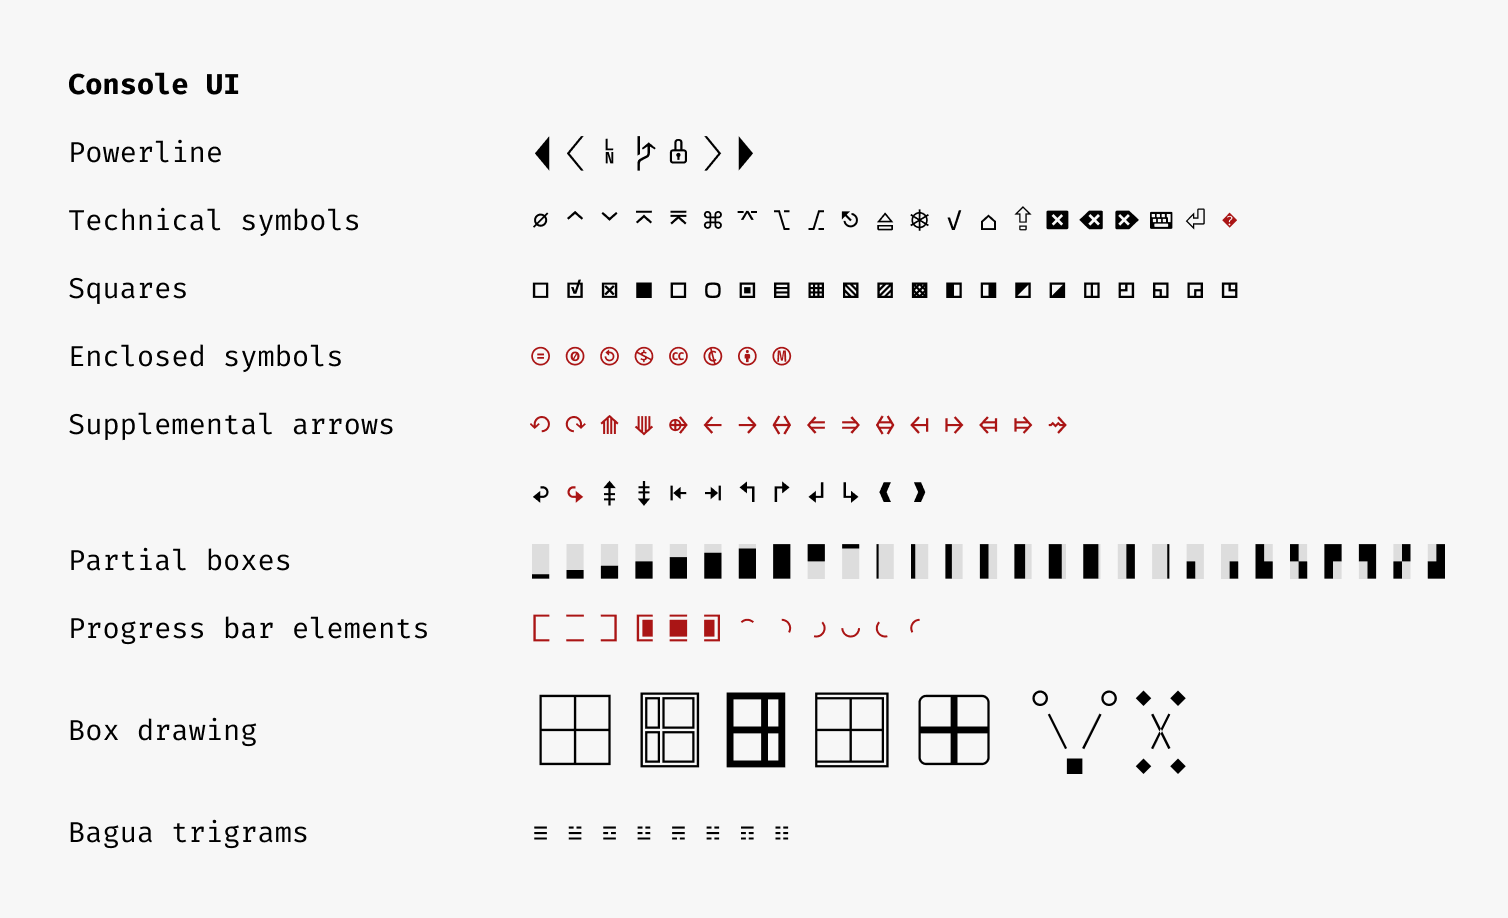 Console UI
Powerline
Technical symbols ⌀ ⌃ ⌄ ⌅ ⌆ ⌘ ⌤ ⌥ ⌠ ⎋ ⏏ ⎈ √ ⌂ ⇪ ⌧ ⌫ ⌦ ⌨ ⏎ �
Squares □ ☑ ☒ ■ □ ▢ ▣ ▤ ▦ ▧ ▨ ▩ ◧ ◨ ◩ ◪ ◫ ◰ ◱ ◲ ◳
Enclosed symbols ⊜
Supplemental arrows
Partial boxes
Progress bar elements
Box drawing
Bagua trigrams ☰ ☱ ☲ ☳ ☴ ☵ ☶ ☷